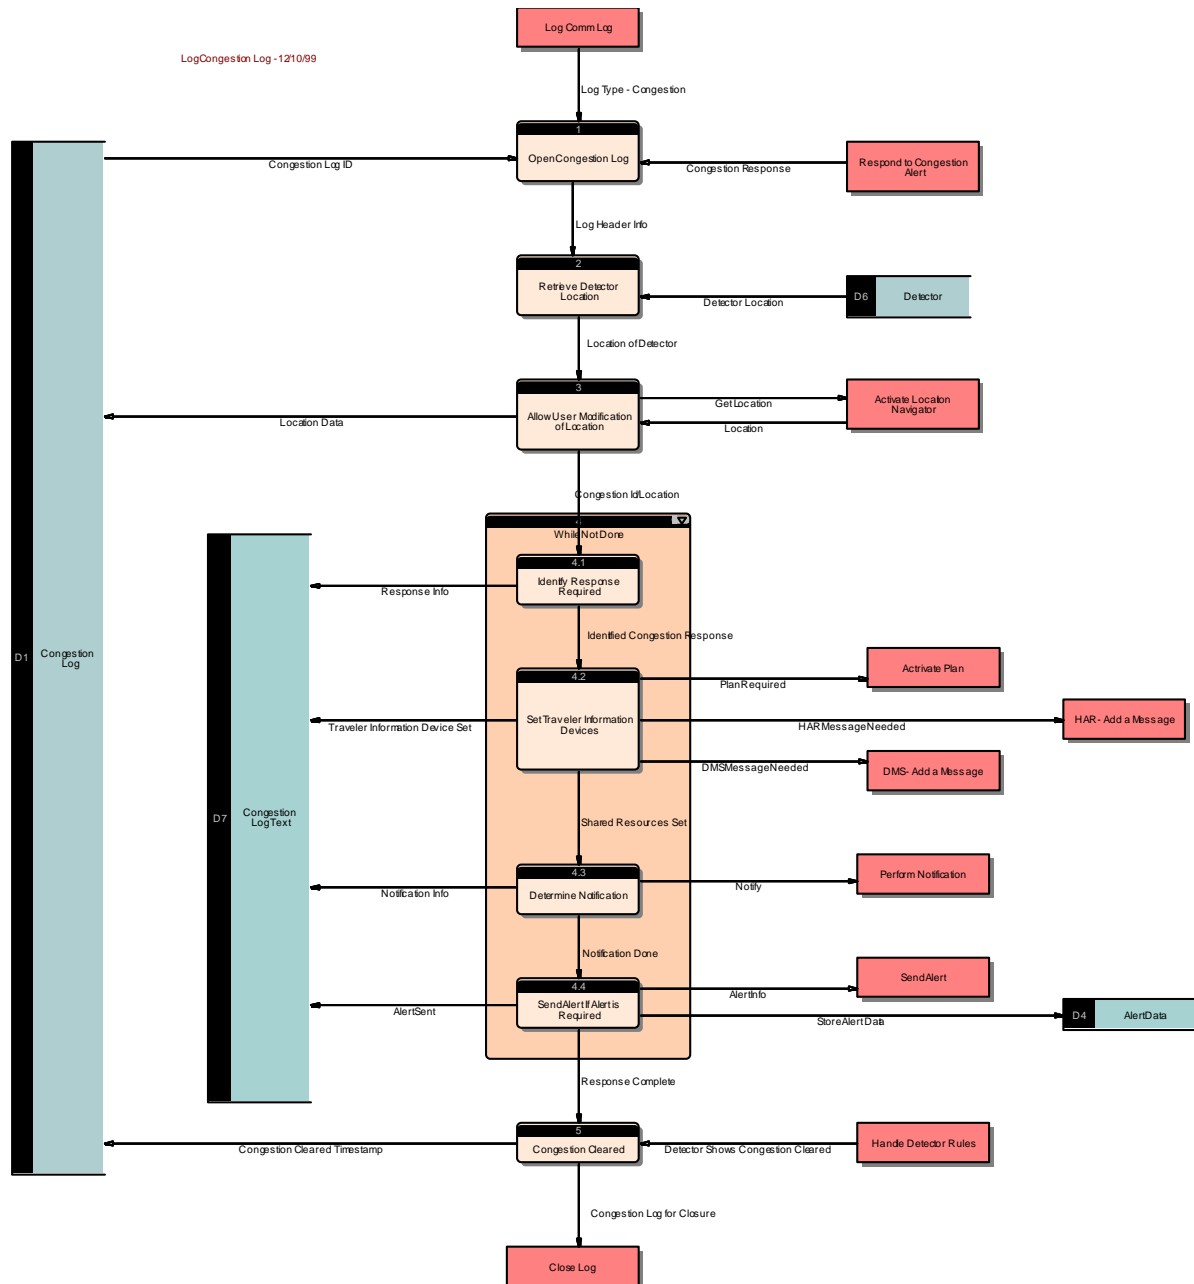 Log Comm Log
LogCongestion Log - 12/10/99
Log Type - Congestion
1
Open Congestion Log
Congestion Log ID
Congestion Response
Respond to Congestion
Alert
Log Header Info
2
Retrieve Detector
Location
Detector Location
D6
Detector
Location of Detector
3
Allow User Modification
of Location
Get Location
Location
Activate Location
Navigator
Location Data
Congestion Id/Location
4
While Not Done
4.1
Identify Response
Required
Response Info
Identified Congestion Response
D1
Congestion
Log
4.2
Set Traveler Information
Devices
Plan Required
Actrivate Plan
Traveler Information Device Set
HAR Message Needed
HAR - Add a Message
DMS Message Needed
DMS - Add a Message
D7
Congestion
Log Text
Shared Resources Set
4.3
Determine Notification
Notification Info
Notify
Perform Notification
Notification Done
4.4
Send Alert If Alert is
Required
Alert Sent
Alert Info
Send Alert
Store Alert Data
D4
Alert Data
Response Complete
5
Congestion Cleared
Congestion Cleared Timestamp
Detector Shows Congestion Cleared
Handle Detector Rules
Congestion Log for Closure
Close Log